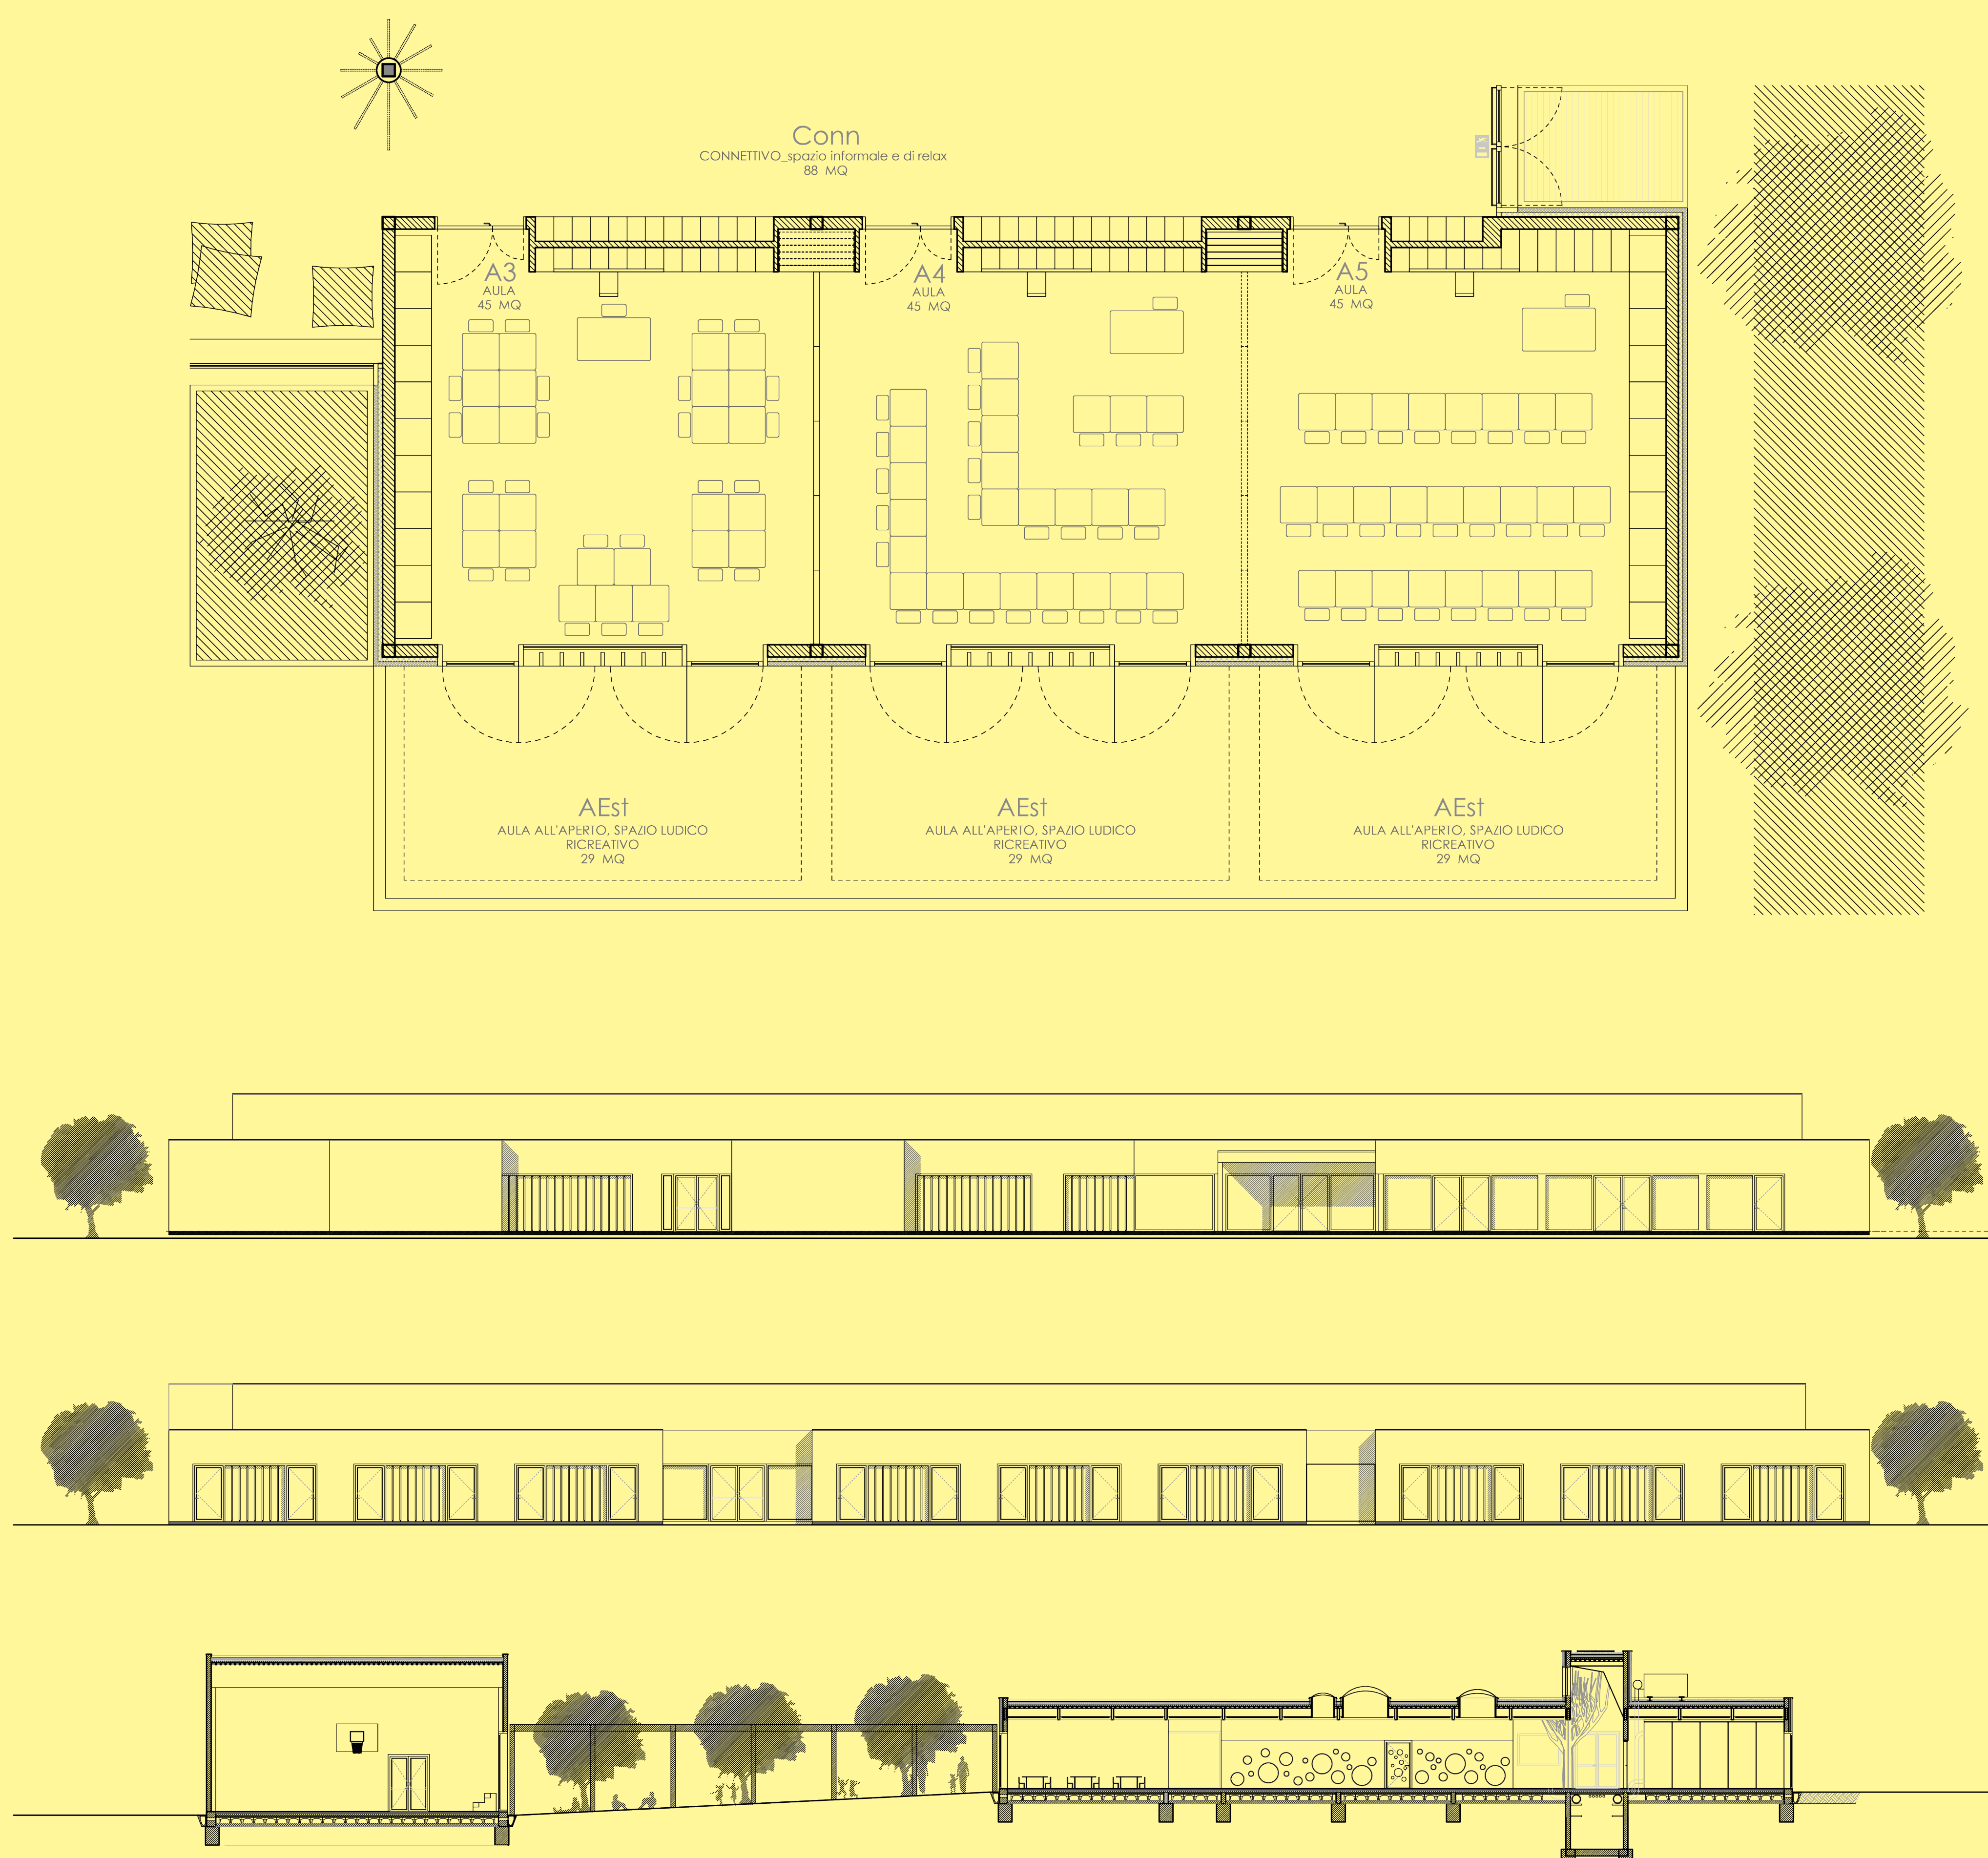 Conn
CONNETTIVO_spazio informale e di relax
88 MQ
A3
AULA
45 MQ
A4
AULA
45 MQ
A5
AULA
45 MQ
AEst
AULA ALL'APERTO, SPAZIO LUDICO
RICREATIVO
29 MQ
AEst
AULA ALL'APERTO, SPAZIO LUDICO
RICREATIVO
29 MQ
AEst
AULA ALL'APERTO, SPAZIO LUDICO
RICREATIVO
29 MQ